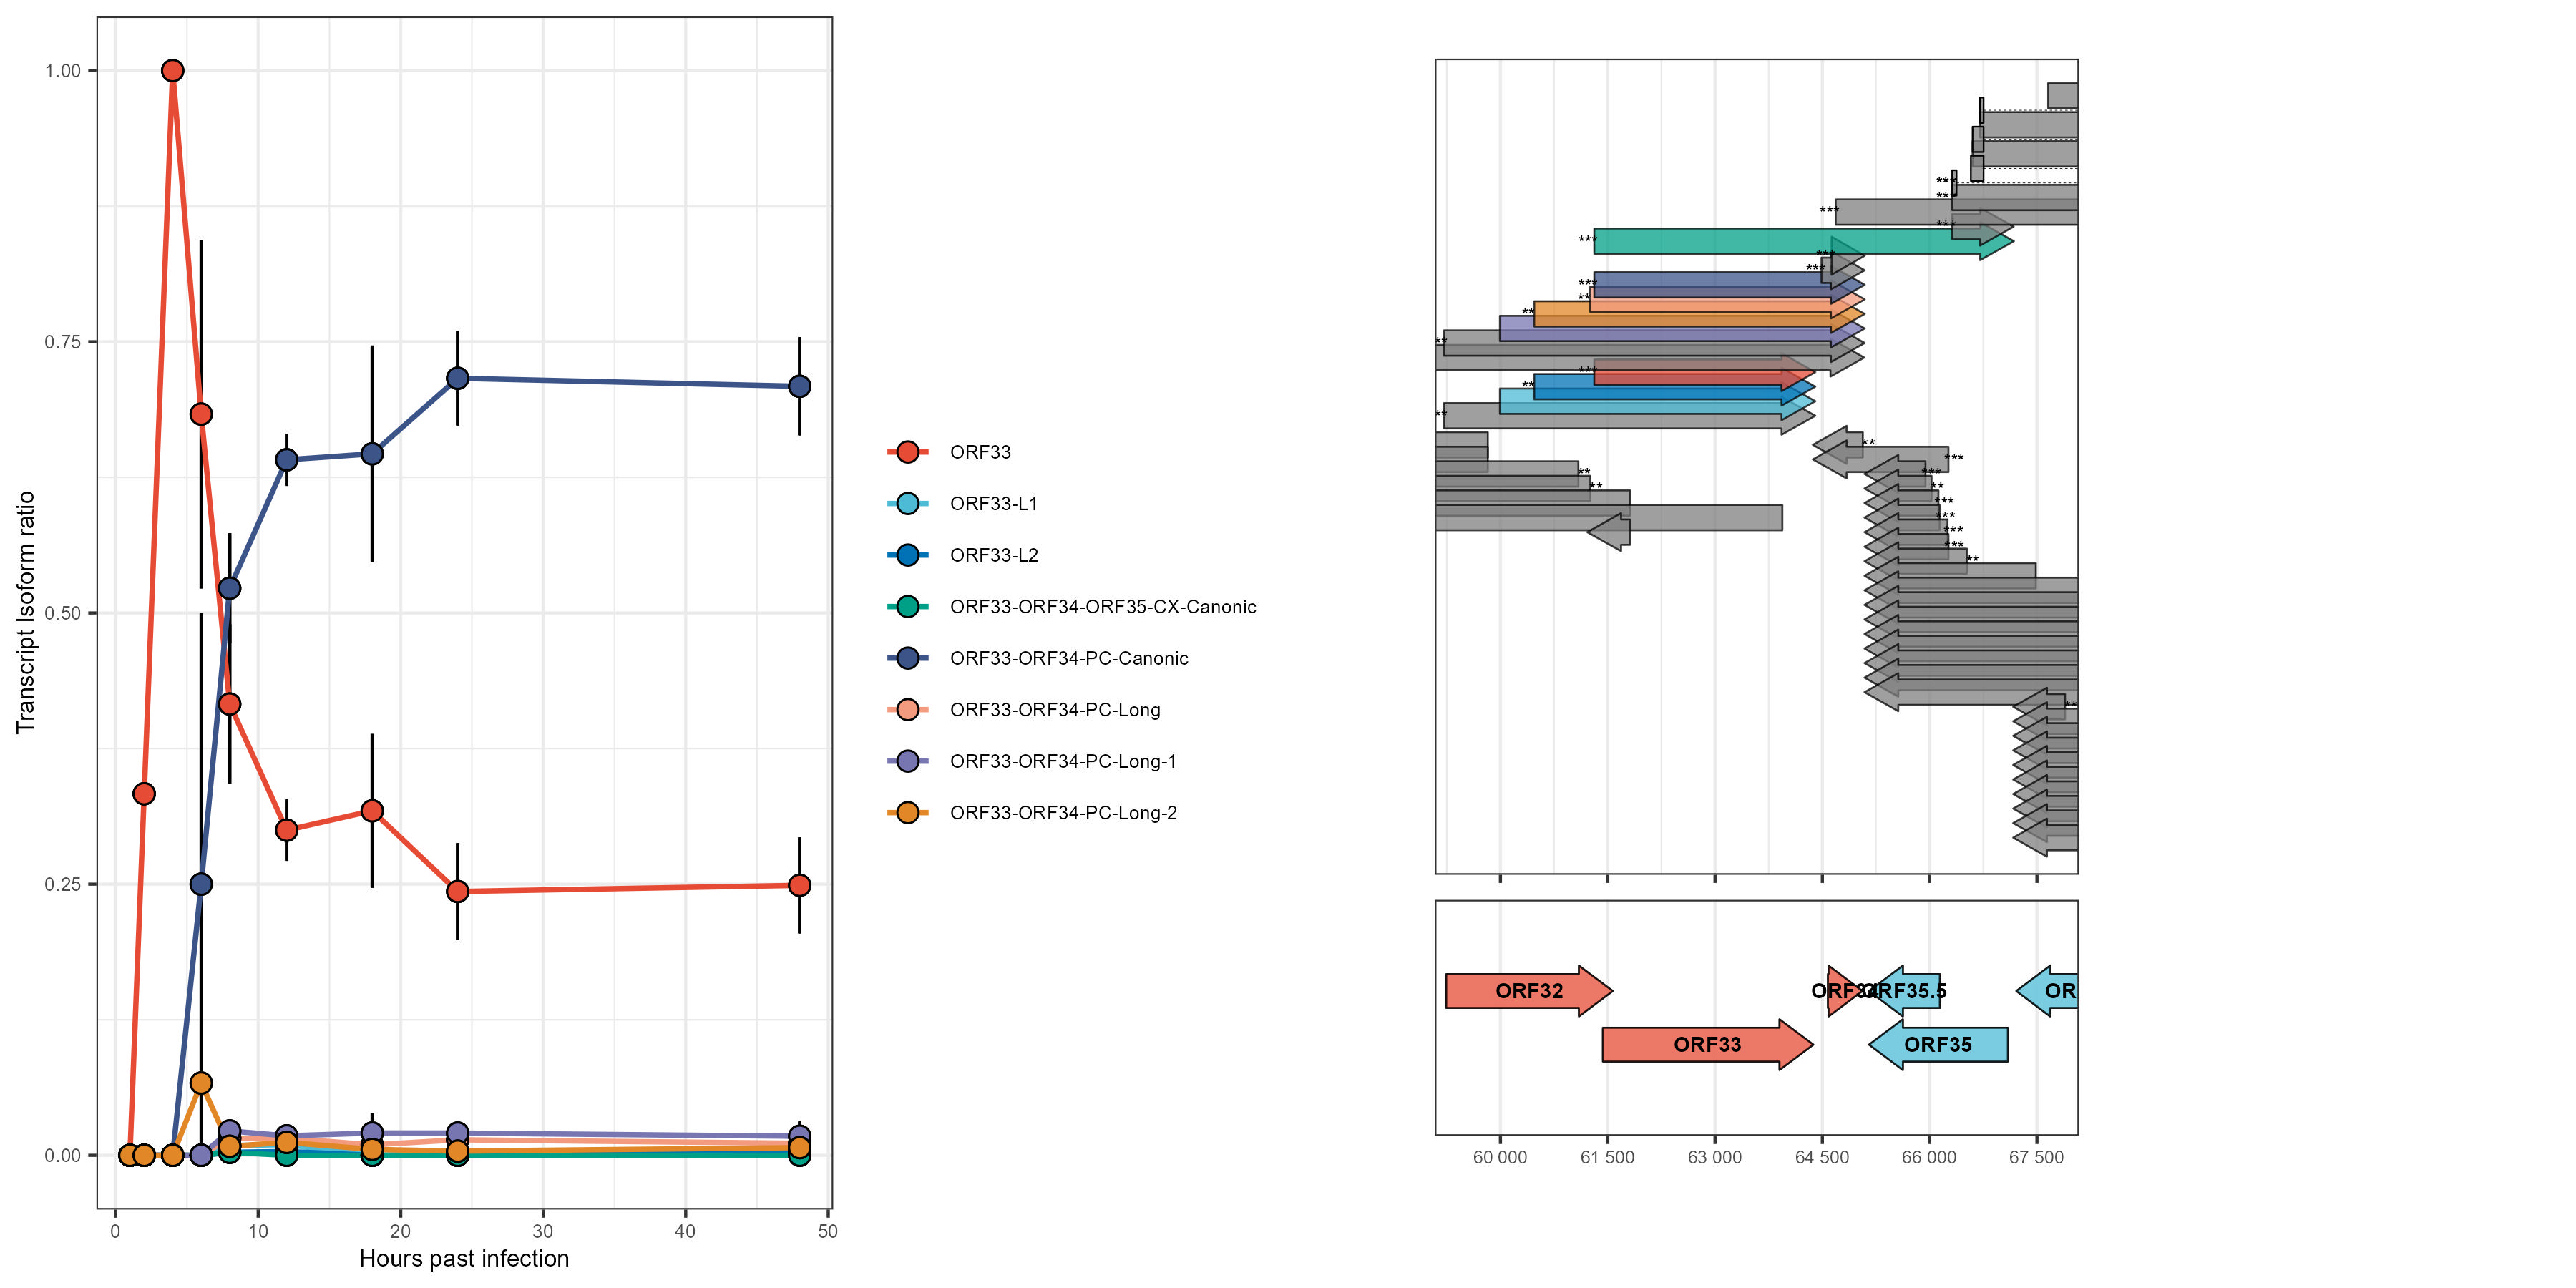 Transcript Isoform ratio
1.00
0.75
0.50
0.25
0.00
0 10 20 30 40 50
Hours past infection
ORF33
ORF33-L1
ORF33-L2
ORF33-ORF34-ORF35-CX-Canonic
ORF33-ORF34-PC-Canonic
ORF33-ORF34-PC-Long
ORF33-ORF34-PC-Long-1
ORF33-ORF34-PC-Long-2
***
***
***
***
***
***
***
***
**
**
**
***
**
**
**
***
***
**
**
**
***
***
***
***
**
**
ORF32 ORF34 ORF35.5 OR
ORF33 ORF35
60 000 61 500 63 000 64 500 66 000 67 500